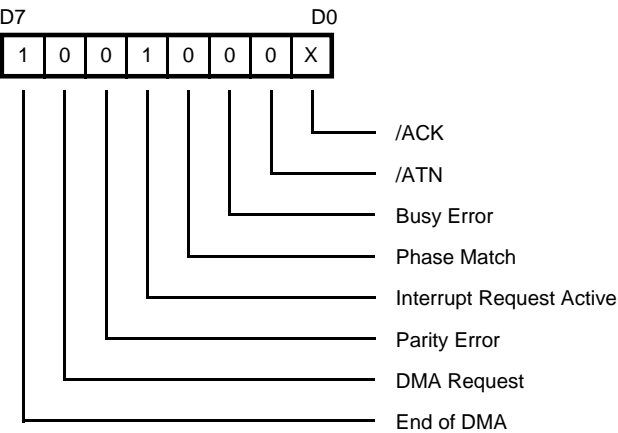 D7 D0
1 0 0 1 0 0 0 X
/ACK
/ATN
Busy Error
Phase Match
Interrupt Request Active
Parity Error
DMA Request
End of DMA